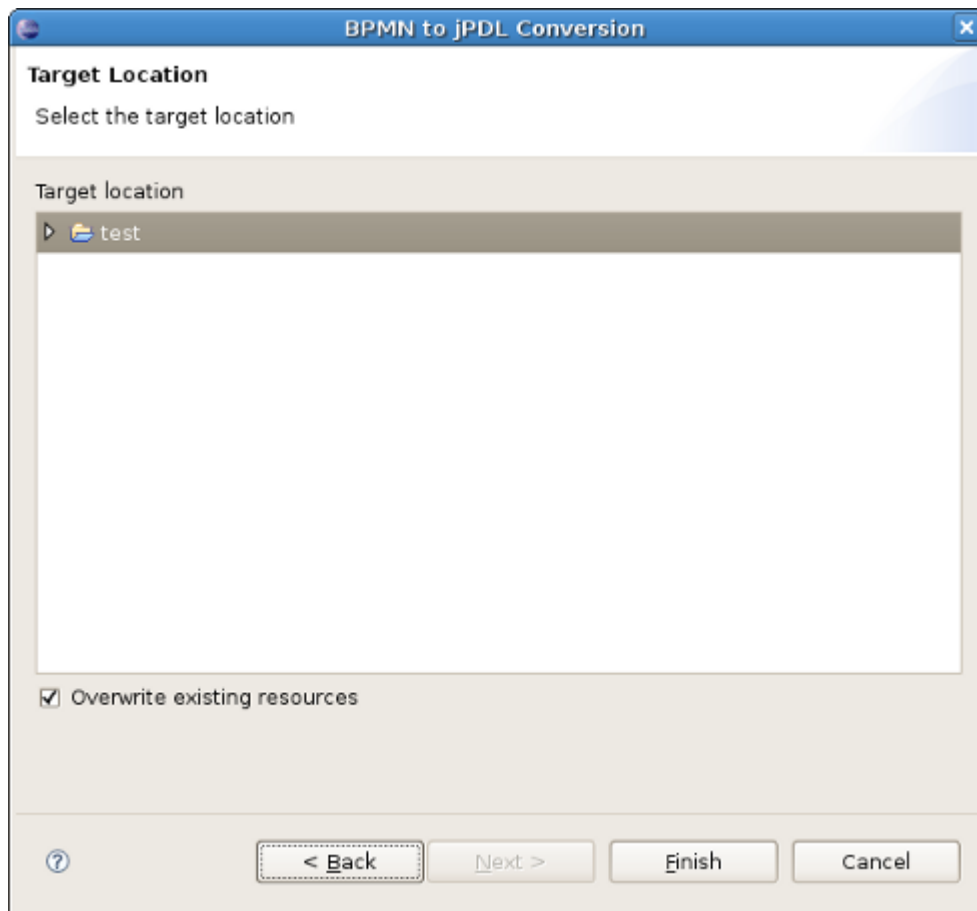 BPMN to jPDL Conversion
Target Location
Select the target location
Target location
test
Overwrite existing resources
< Back Next > Finish Cancel